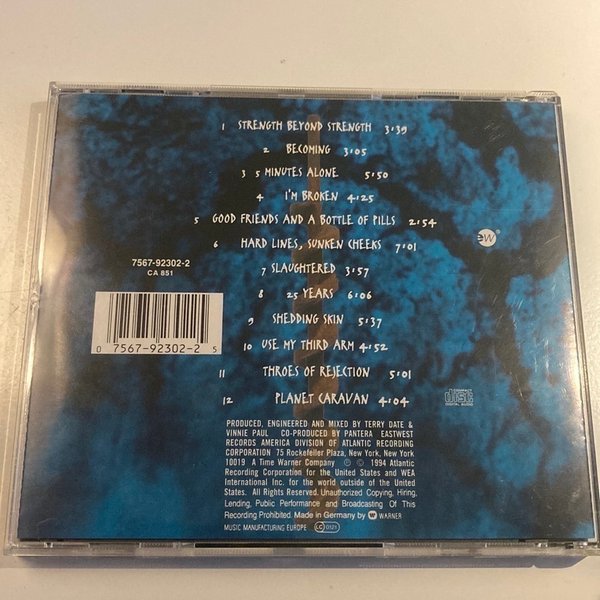 1 STRENGTH BEYOND STRENGTH 3:39
2 BECOMING 3:05
3 5 MINUTES ALONE 5:50
4 I'M BROKEN 4:25
5 GOOD FRIENDS AND A BOTTLE OF PILLS 2:54
6 HARD LINES, SUNKEN CHEEKS 7:01
ew®
7 SLAUGHTERED 3:57
8 25 YEARS 6:06
9 SHEDDING SKIN 5:37
10 USE MY THIRD ARM 4:52
11 THROES OF REJECTION 5:01
12 PLANET CARAVAN 4:04
7567-92302-2
CA 851
0 7567-92302-2 5
COMPACT
disc
DIGITAL AUDIO
PRODUCED, ENGINEERED AND MIXED BY TERRY DATE &
VINNIE PAUL CO-PRODUCED BY PANTERA EASTWEST
RECORDS AMERICA DIVISION OF ATLANTIC RECORDING
CORPORATION 75 Rockefeller Plaza, New York, New York
10019 A Time Warner Company ℗ © 1994 Atlantic
Recording Corporation for the United States and WEA
International Inc. for the world outside of the United
States. All Rights Reserved. Unauthorized Copying, Hiring,
Lending, Public Performance and Broadcasting Of This
Recording Prohibited. Made in Germany by WARNER
MUSIC MANUFACTURING EUROPE LC 0121